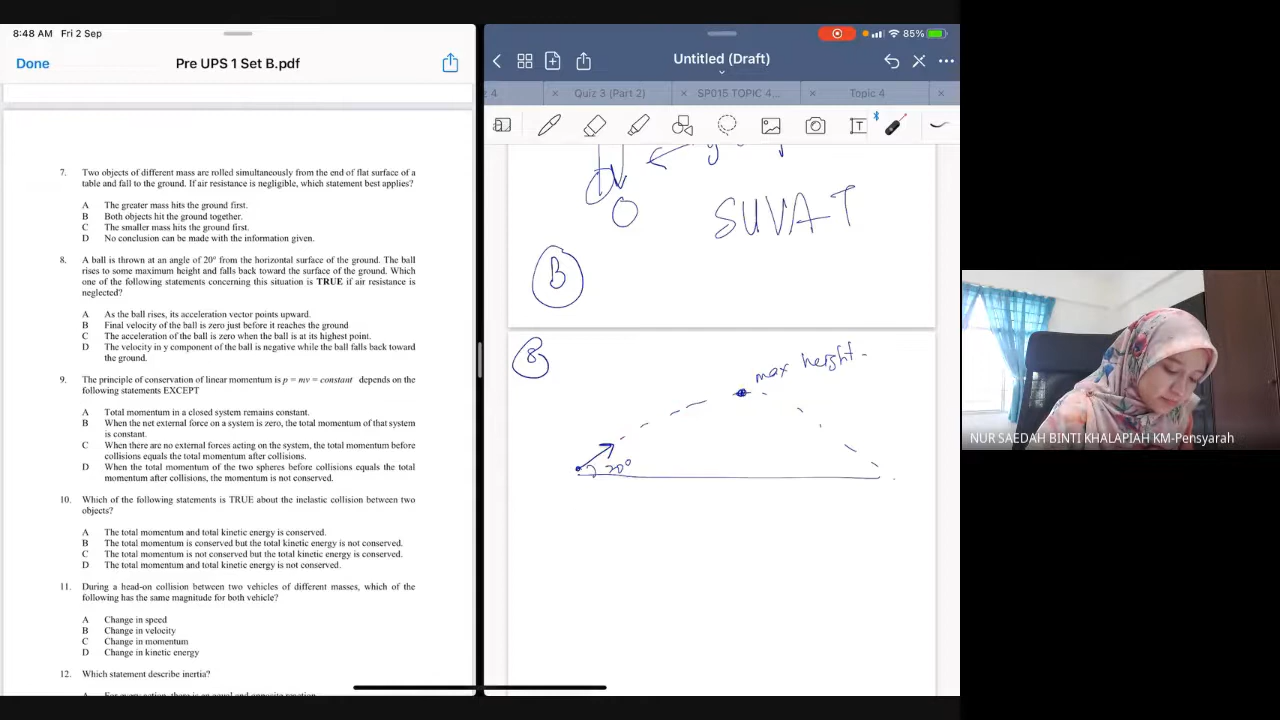 8:48 AM Fri 2 Sep
85%
Done
Pre UPS 1 Set B.pdf
Untitled (Draft)
z 4
Quiz 3 (Part 2)
SP015 TOPIC 4...
Topic 4
7. Two objects of different mass are rolled simultaneously from the end of flat surface of a
table and fall to the ground. If air resistance is negligible, which statement best applies?
A The greater mass hits the ground first.
B Both objects hit the ground together.
C The smaller mass hits the ground first.
D No conclusion can be made with the information given.
8. A ball is thrown at an angle of 20° from the horizontal surface of the ground. The ball
rises to some maximum height and falls back toward the surface of the ground. Which
one of the following statements concerning this situation is TRUE if air resistance is
neglected?
A As the ball rises, its acceleration vector points upward.
B Final velocity of the ball is zero just before it reaches the ground
C The acceleration of the ball is zero when the ball is at its highest point.
D The velocity in y component of the ball is negative while the ball falls back toward
the ground.
9. The principle of conservation of linear momentum is p = mv = constant depends on the
following statements EXCEPT
A Total momentum in a closed system remains constant.
B When the net external force on a system is zero, the total momentum of that system
is constant.
C When there are no external forces acting on the system, the total momentum before
collisions equals the total momentum after collisions.
D When the total momentum of the two spheres before collisions equals the total
momentum after collisions, the momentum is not conserved.
10. Which of the following statements is TRUE about the inelastic collision between two
objects?
A The total momentum and total kinetic energy is conserved.
B The total momentum is conserved but the total kinetic energy is not conserved.
C The total momentum is not conserved but the total kinetic energy is conserved.
D The total momentum and total kinetic energy is not conserved.
11. During a head-on collision between two vehicles of different masses, which of the
following has the same magnitude for both vehicle?
A Change in speed
B Change in velocity
C Change in momentum
D Change in kinetic energy
12. Which statement describe inertia?
A For every action, there is an equal and opposite reaction
SUVAT
B
8
max height
20°
NUR SAEDAH BINTI KHALAPIAH KM-Pensyarah